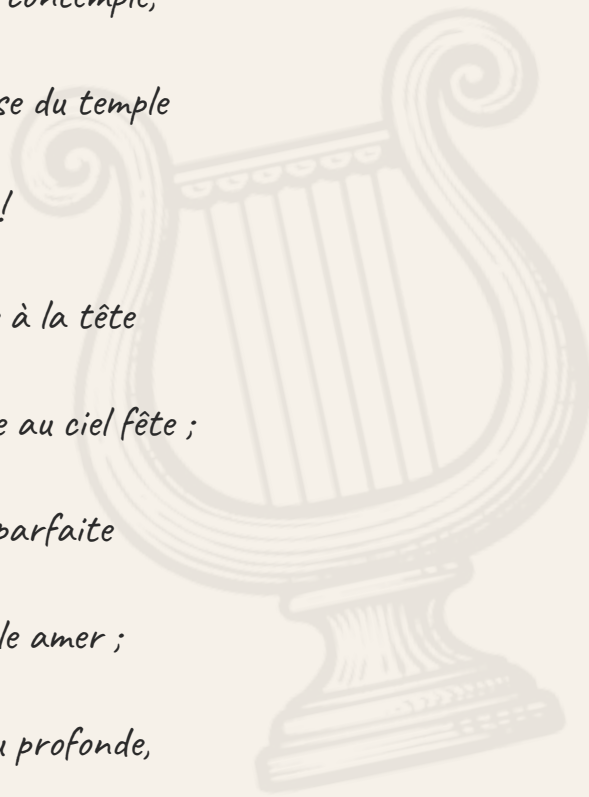 contemple,
se du temple
!
à la tête
e au ciel fête ;
parfaite
le amer ;
profonde,